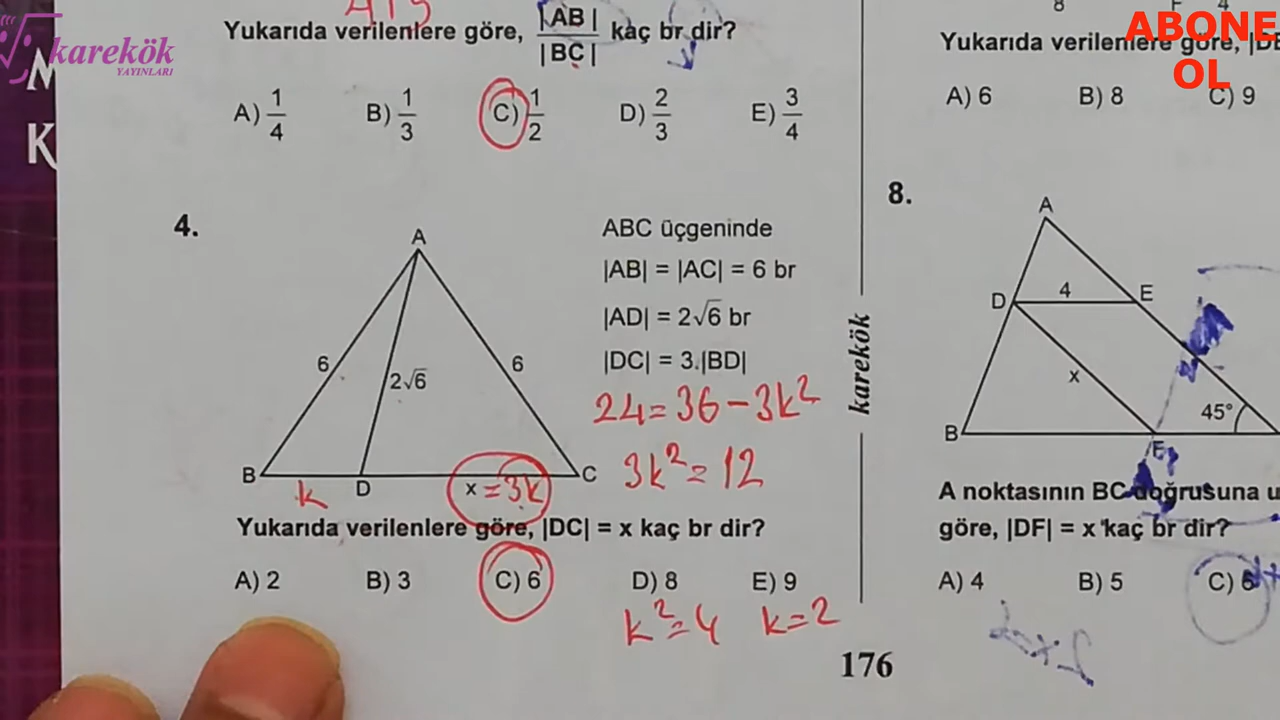 karekök
YAYINLARI
M
K
Yukarıda verilenlere göre, |AB| / |BC| kaç br dir?
A) 1/4 B) 1/3 C) 1/2 D) 2/3 E) 3/4
4.
A
6
2√6
6
B
k
D
x = 3k
C
ABC üçgeninde
|AB| = |AC| = 6 br
|AD| = 2√6 br
|DC| = 3.|BD|
24 = 36 - 3k²
3k² = 12
Yukarıda verilenlere göre, |DC| = x kaç br dir?
A) 2 B) 3 C) 6 D) 8 E) 9
k² = 4 k = 2
karekök
176
8
4
ABONE
OL
Yukarıda verilenlere göre,
A) 6 B) 8 C) 9
8.
A
D
4
E
x
45°
B
F
A noktasının BC doğrusuna
göre, |DF| = x kaç br dir?
A) 4 B) 5 C) 6